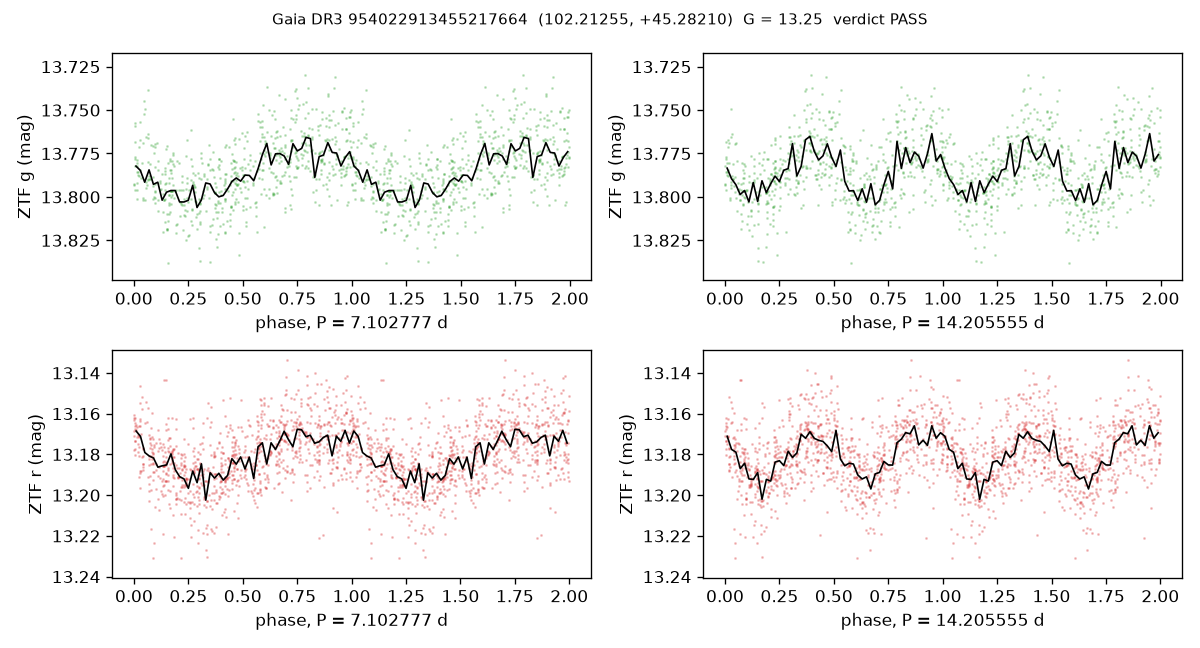 Gaia DR3 954022913455217664 (102.21255, +45.28210) G = 13.25 verdict PASS
ZTF g (mag)
13.725
13.750
13.775
13.800
13.825
0.00 0.25 0.50 0.75 1.00 1.25 1.50 1.75 2.00
phase, P = 7.102777 d
ZTF g (mag)
13.725
13.750
13.775
13.800
13.825
0.00 0.25 0.50 0.75 1.00 1.25 1.50 1.75 2.00
phase, P = 14.205555 d
ZTF r (mag)
13.14
13.16
13.18
13.20
13.22
13.24
0.00 0.25 0.50 0.75 1.00 1.25 1.50 1.75 2.00
phase, P = 7.102777 d
ZTF r (mag)
13.14
13.16
13.18
13.20
13.22
13.24
0.00 0.25 0.50 0.75 1.00 1.25 1.50 1.75 2.00
phase, P = 14.205555 d